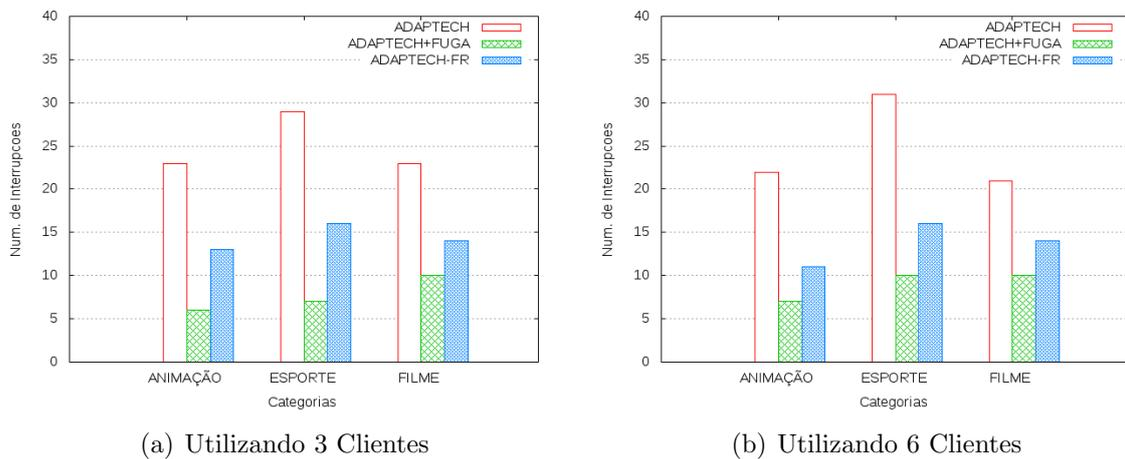 40
35
30
25
20
15
10
5
0
Num. de Interrupcoes
ADAPTECH
ADAPTECH+FUGA
ADAPTECH-FR
ANIMAÇÃO ESPORTE FILME
Categorias
(a) Utilizando 3 Clientes
40
35
30
25
20
15
10
5
0
Num. de Interrupcoes
ADAPTECH
ADAPTECH+FUGA
ADAPTECH-FR
ANIMAÇÃO ESPORTE FILME
Categorias
(b) Utilizando 6 Clientes